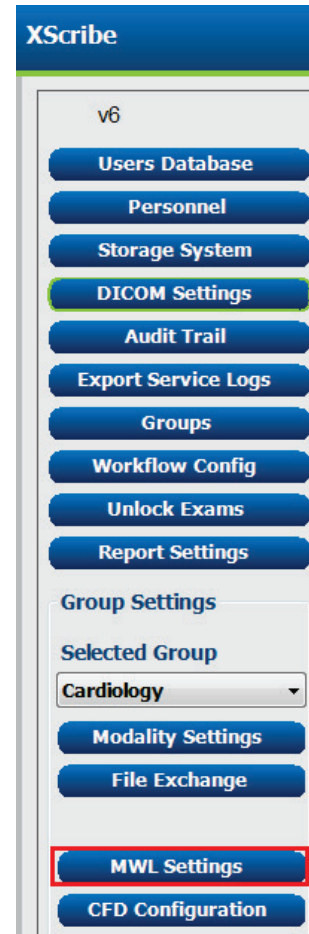 XScribe
v6
Users Database
Personnel
Storage System
DICOM Settings
Audit Trail
Export Service Logs
Groups
Workflow Config
Unlock Exams
Report Settings
Group Settings
Selected Group
Cardiology
Modality Settings
File Exchange
MWL Settings
CFD Configuration